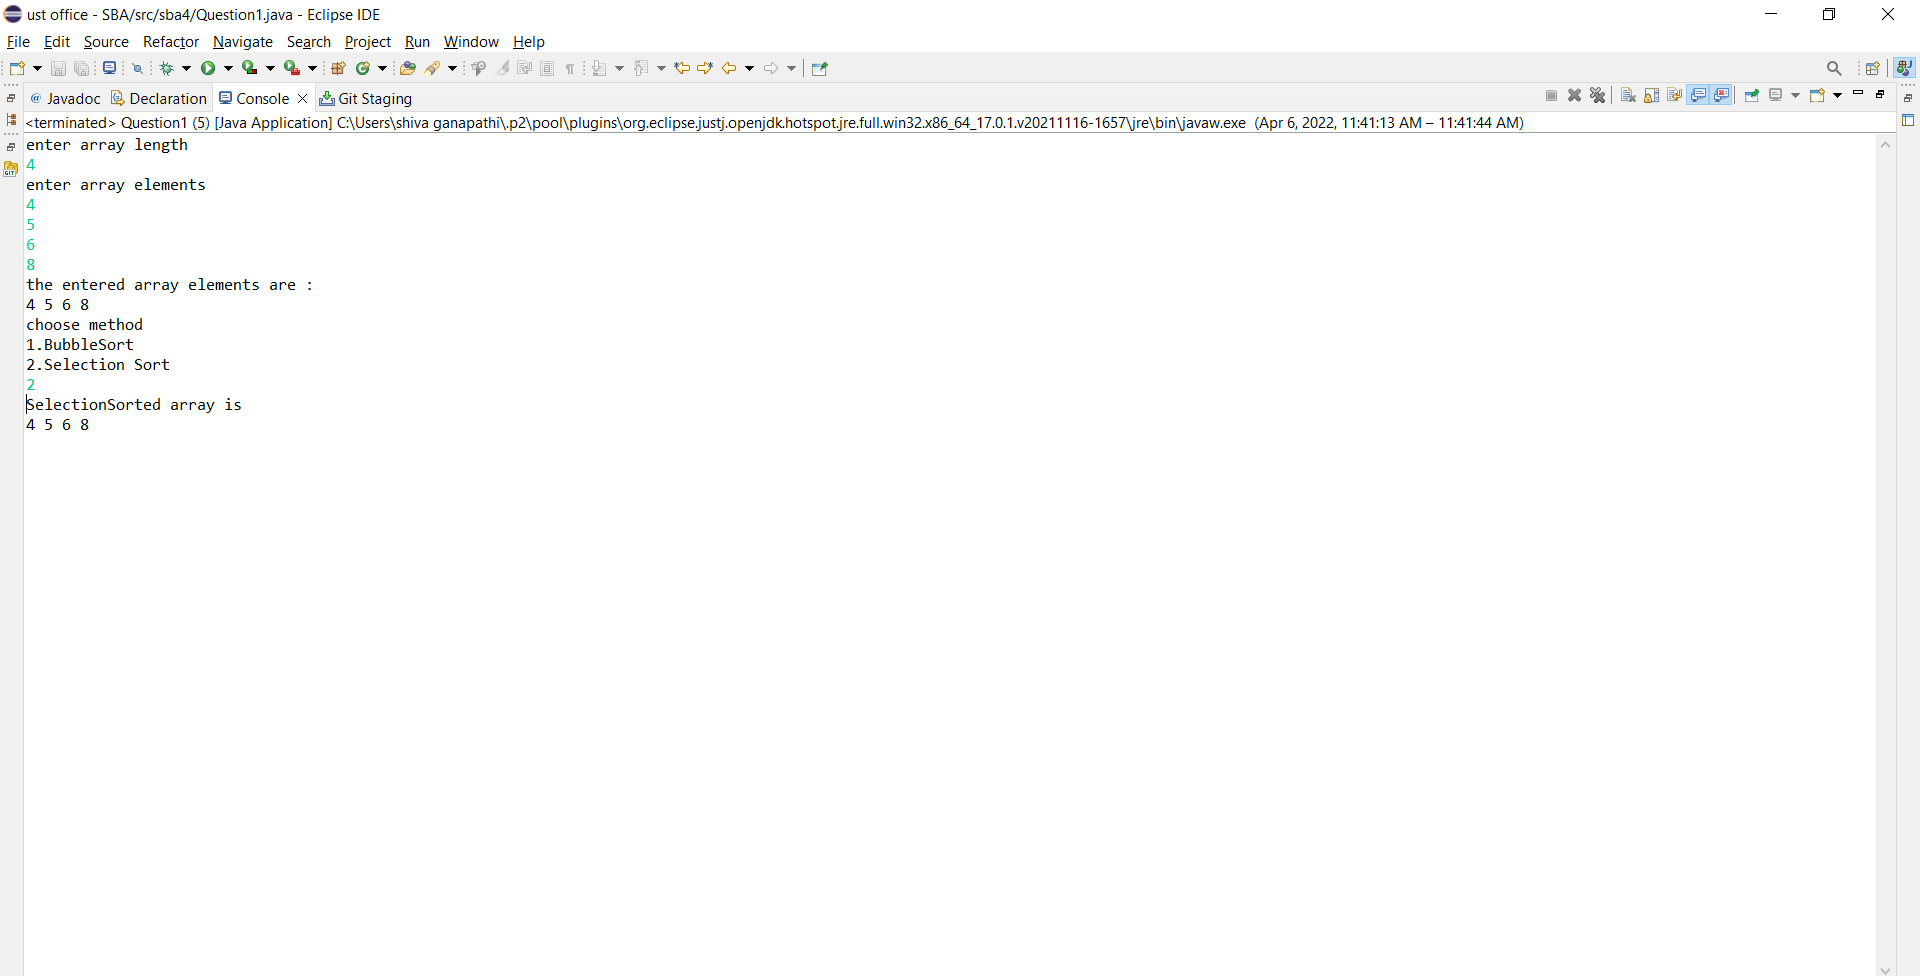 ust office - SBA/src/sba4/Question1.java - Eclipse IDE
File Edit Source Refactor Navigate Search Project Run Window Help
@ Javadoc Declaration Console Git Staging
<terminated> Question1 (5) [Java Application] C:\Users\shiva ganapathi\.p2\pool\plugins\org.eclipse.justj.openjdk.hotspot.jre.full.win32.x86_64_17.0.1.v20211116-1657\jre\bin\javaw.exe (Apr 6, 2022, 11:41:13 AM – 11:41:44 AM)
enter array length
4
enter array elements
4
5
6
8
the entered array elements are :
4 5 6 8
choose method
1.BubbleSort
2.Selection Sort
2
SelectionSorted array is
4 5 6 8
GIT